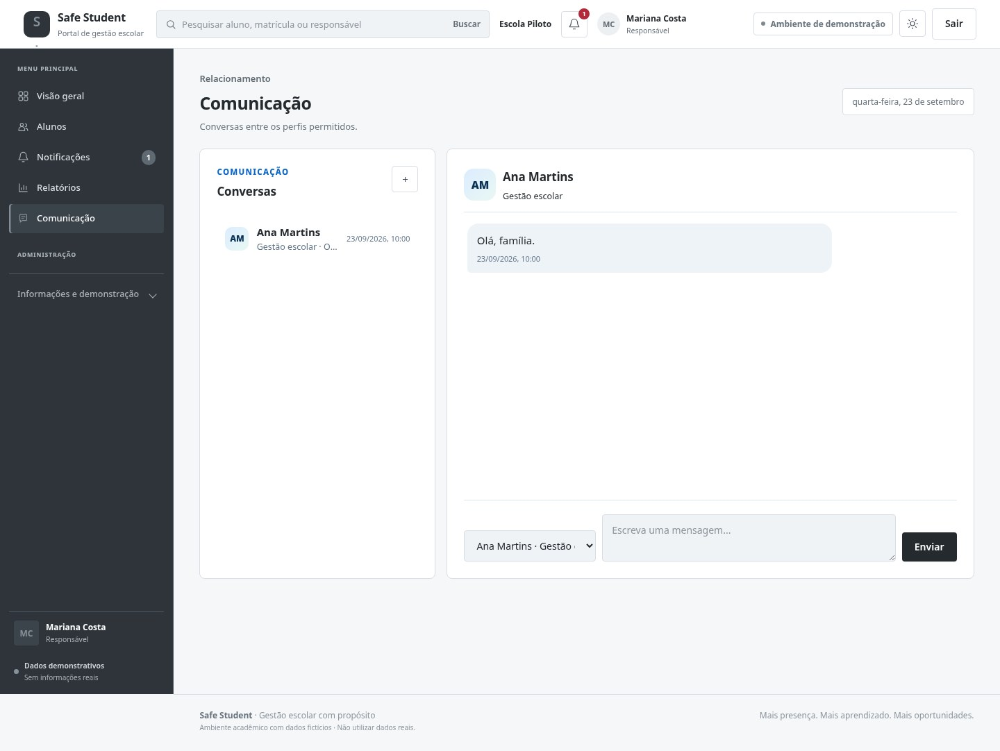 S
Safe Student
Portal de gestão escolar
Pesquisar aluno, matrícula ou responsável
Buscar
Escola Piloto
1
MC
Mariana Costa
Responsável
Ambiente de demonstração
Sair
MENU PRINCIPAL
Visão geral
Alunos
Notificações
1
Relatórios
Comunicação
ADMINISTRAÇÃO
Informações e demonstração
MC
Mariana Costa
Responsável
Dados demonstrativos
Sem informações reais
Relacionamento
Comunicação
Conversas entre os perfis permitidos.
quarta-feira, 23 de setembro
COMUNICAÇÃO
Conversas
+
AM
Ana Martins
Gestão escolar · O...
23/09/2026, 10:00
AM
Ana Martins
Gestão escolar
Olá, família.
23/09/2026, 10:00
Ana Martins · Gestão
Escreva uma mensagem...
Enviar
Safe Student · Gestão escolar com propósito
Ambiente acadêmico com dados fictícios · Não utilizar dados reais.
Mais presença. Mais aprendizado. Mais oportunidades.